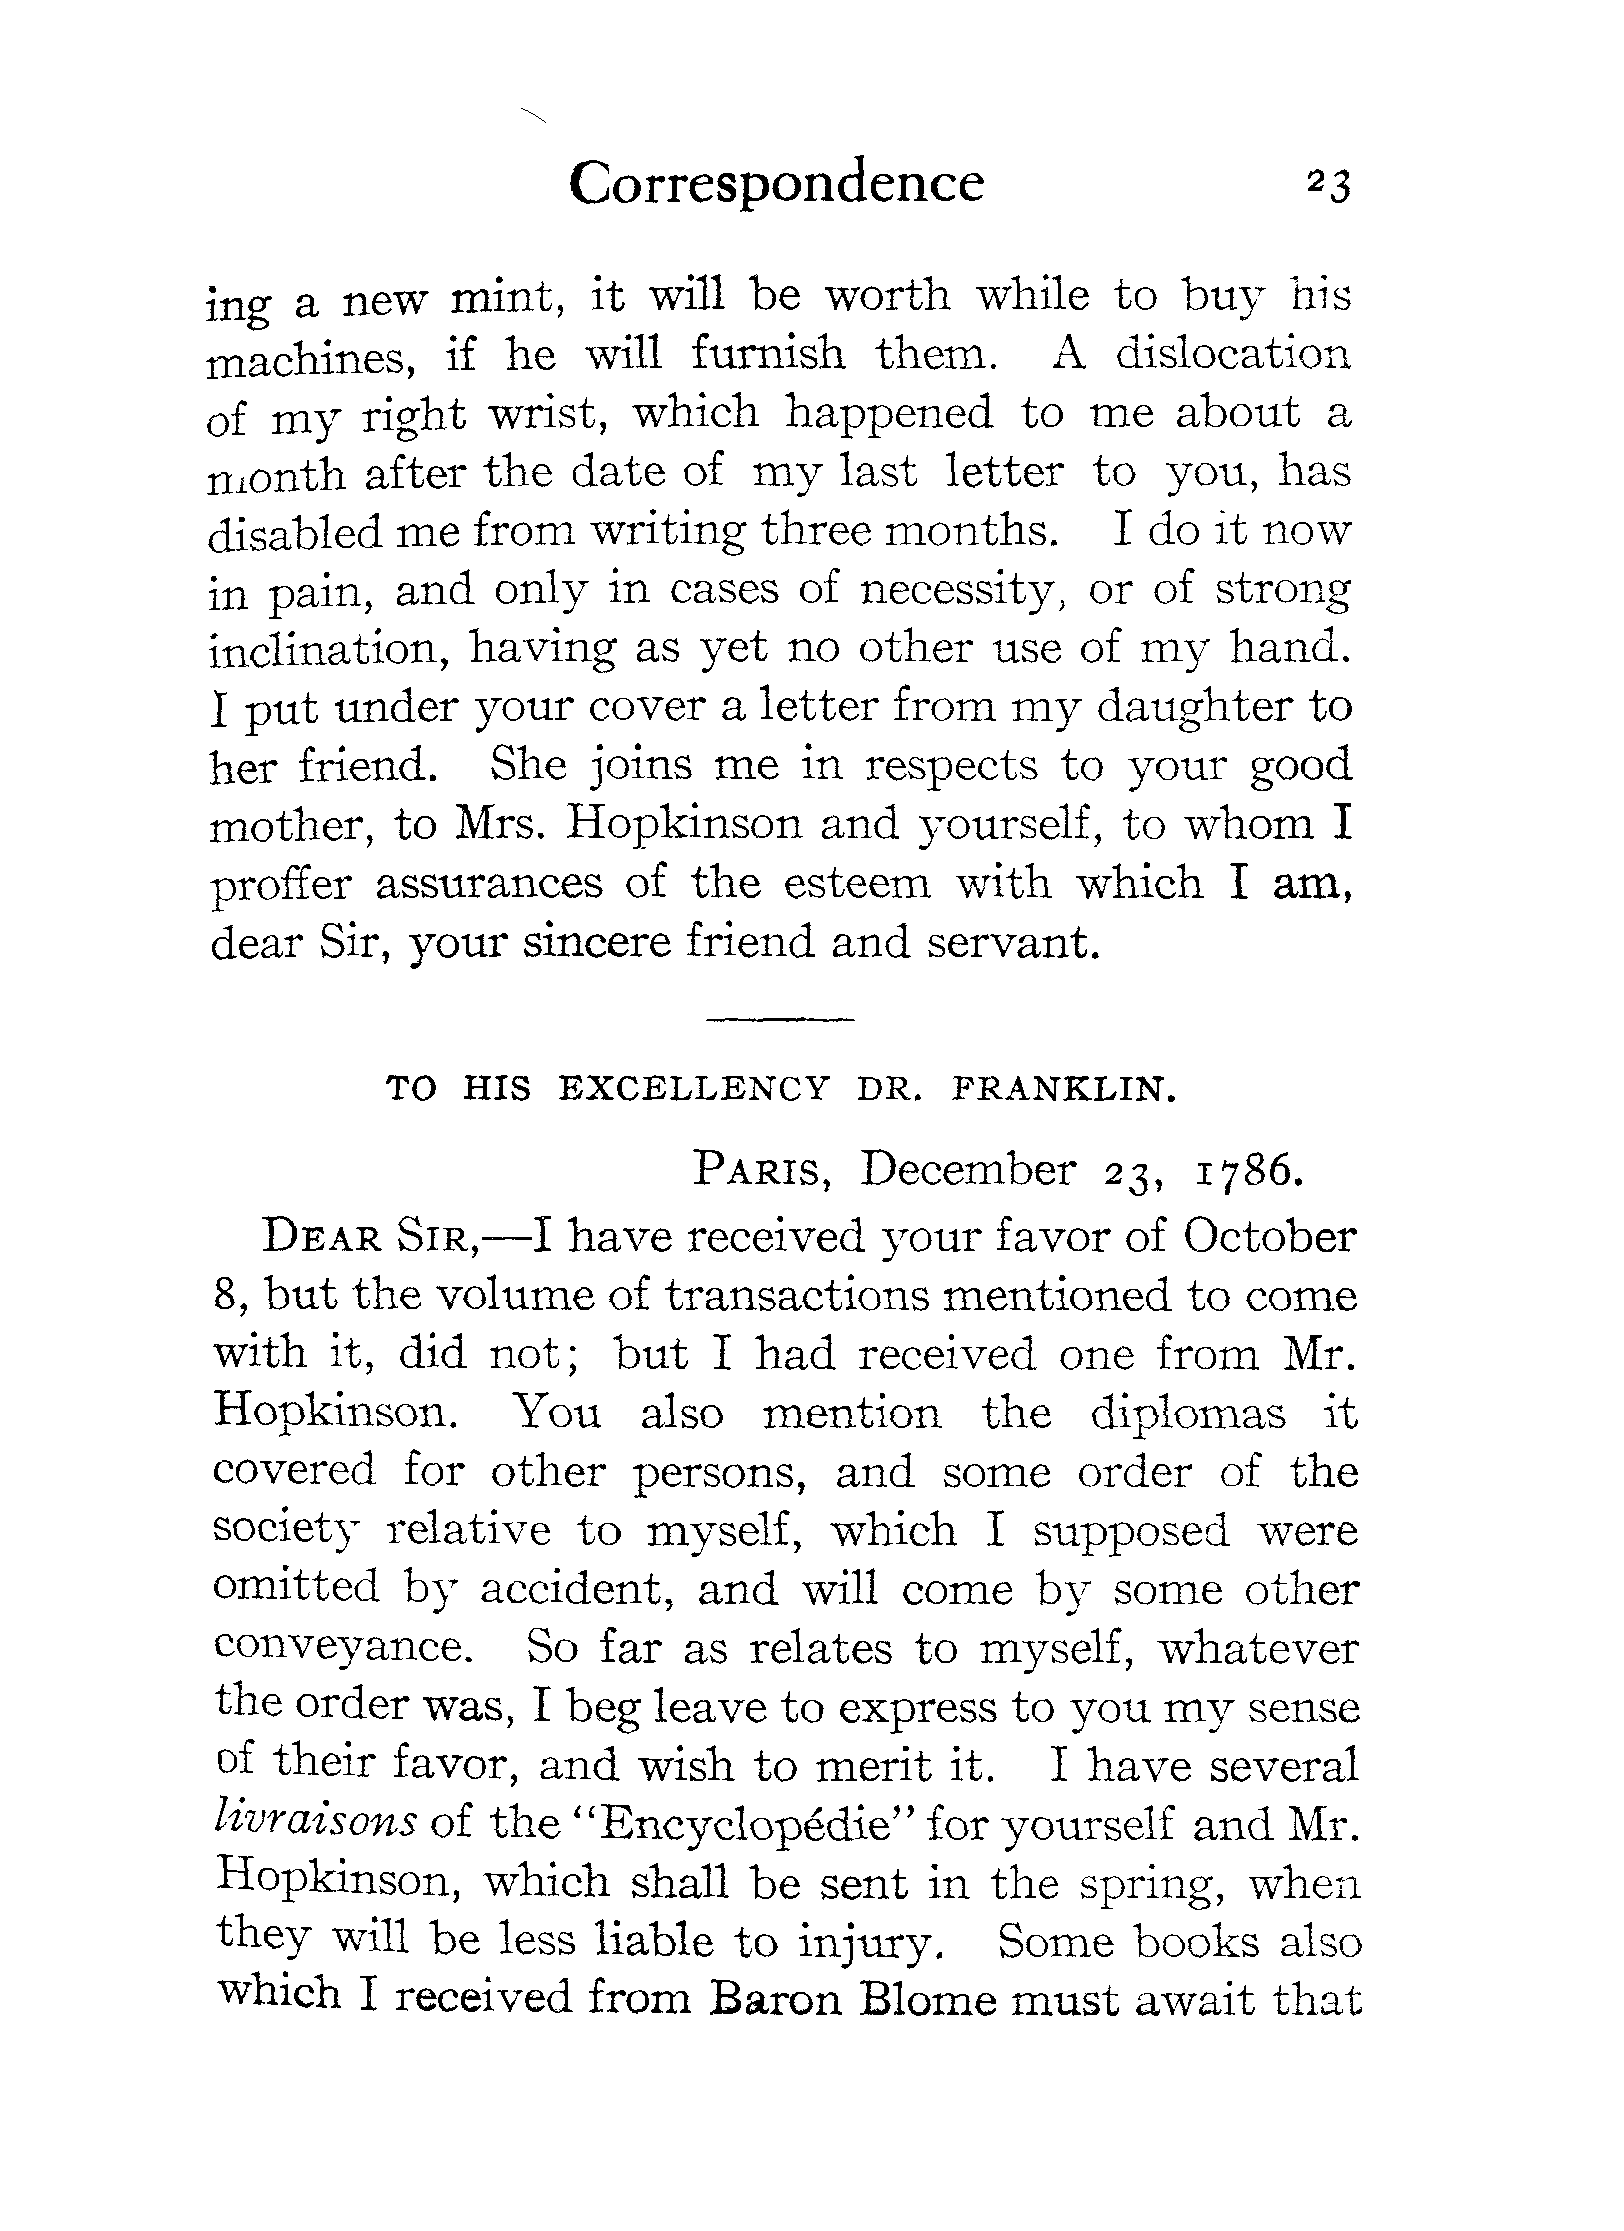 Correspondence 23
ing a new mint, it will be worth while to buy his
machines, if he will furnish them. A dislocation
of my right wrist, which happened to me about a
month after the date of my last letter to you, has
disabled me from writing three months. I do it now
in pain, and only in cases of necessity, or of strong
inclination, having as yet no other use of my hand.
I put under your cover a letter from my daughter to
her friend. She joins me in respects to your good
mother, to Mrs. Hopkinson and yourself, to whom I
proffer assurances of the esteem with which I am,
dear Sir, your sincere friend and servant.
TO HIS EXCELLENCY DR. FRANKLIN.
PARIS, December 23, 1786.
DEAR SIR,—I have received your favor of October
8, but the volume of transactions mentioned to come
with it, did not; but I had received one from Mr.
Hopkinson. You also mention the diplomas it
covered for other persons, and some order of the
society relative to myself, which I supposed were
omitted by accident, and will come by some other
conveyance. So far as relates to myself, whatever
the order was, I beg leave to express to you my sense
of their favor, and wish to merit it. I have several
livraisons of the “Encyclopédie” for yourself and Mr.
Hopkinson, which shall be sent in the spring, when
they will be less liable to injury. Some books also
which I received from Baron Blome must await that